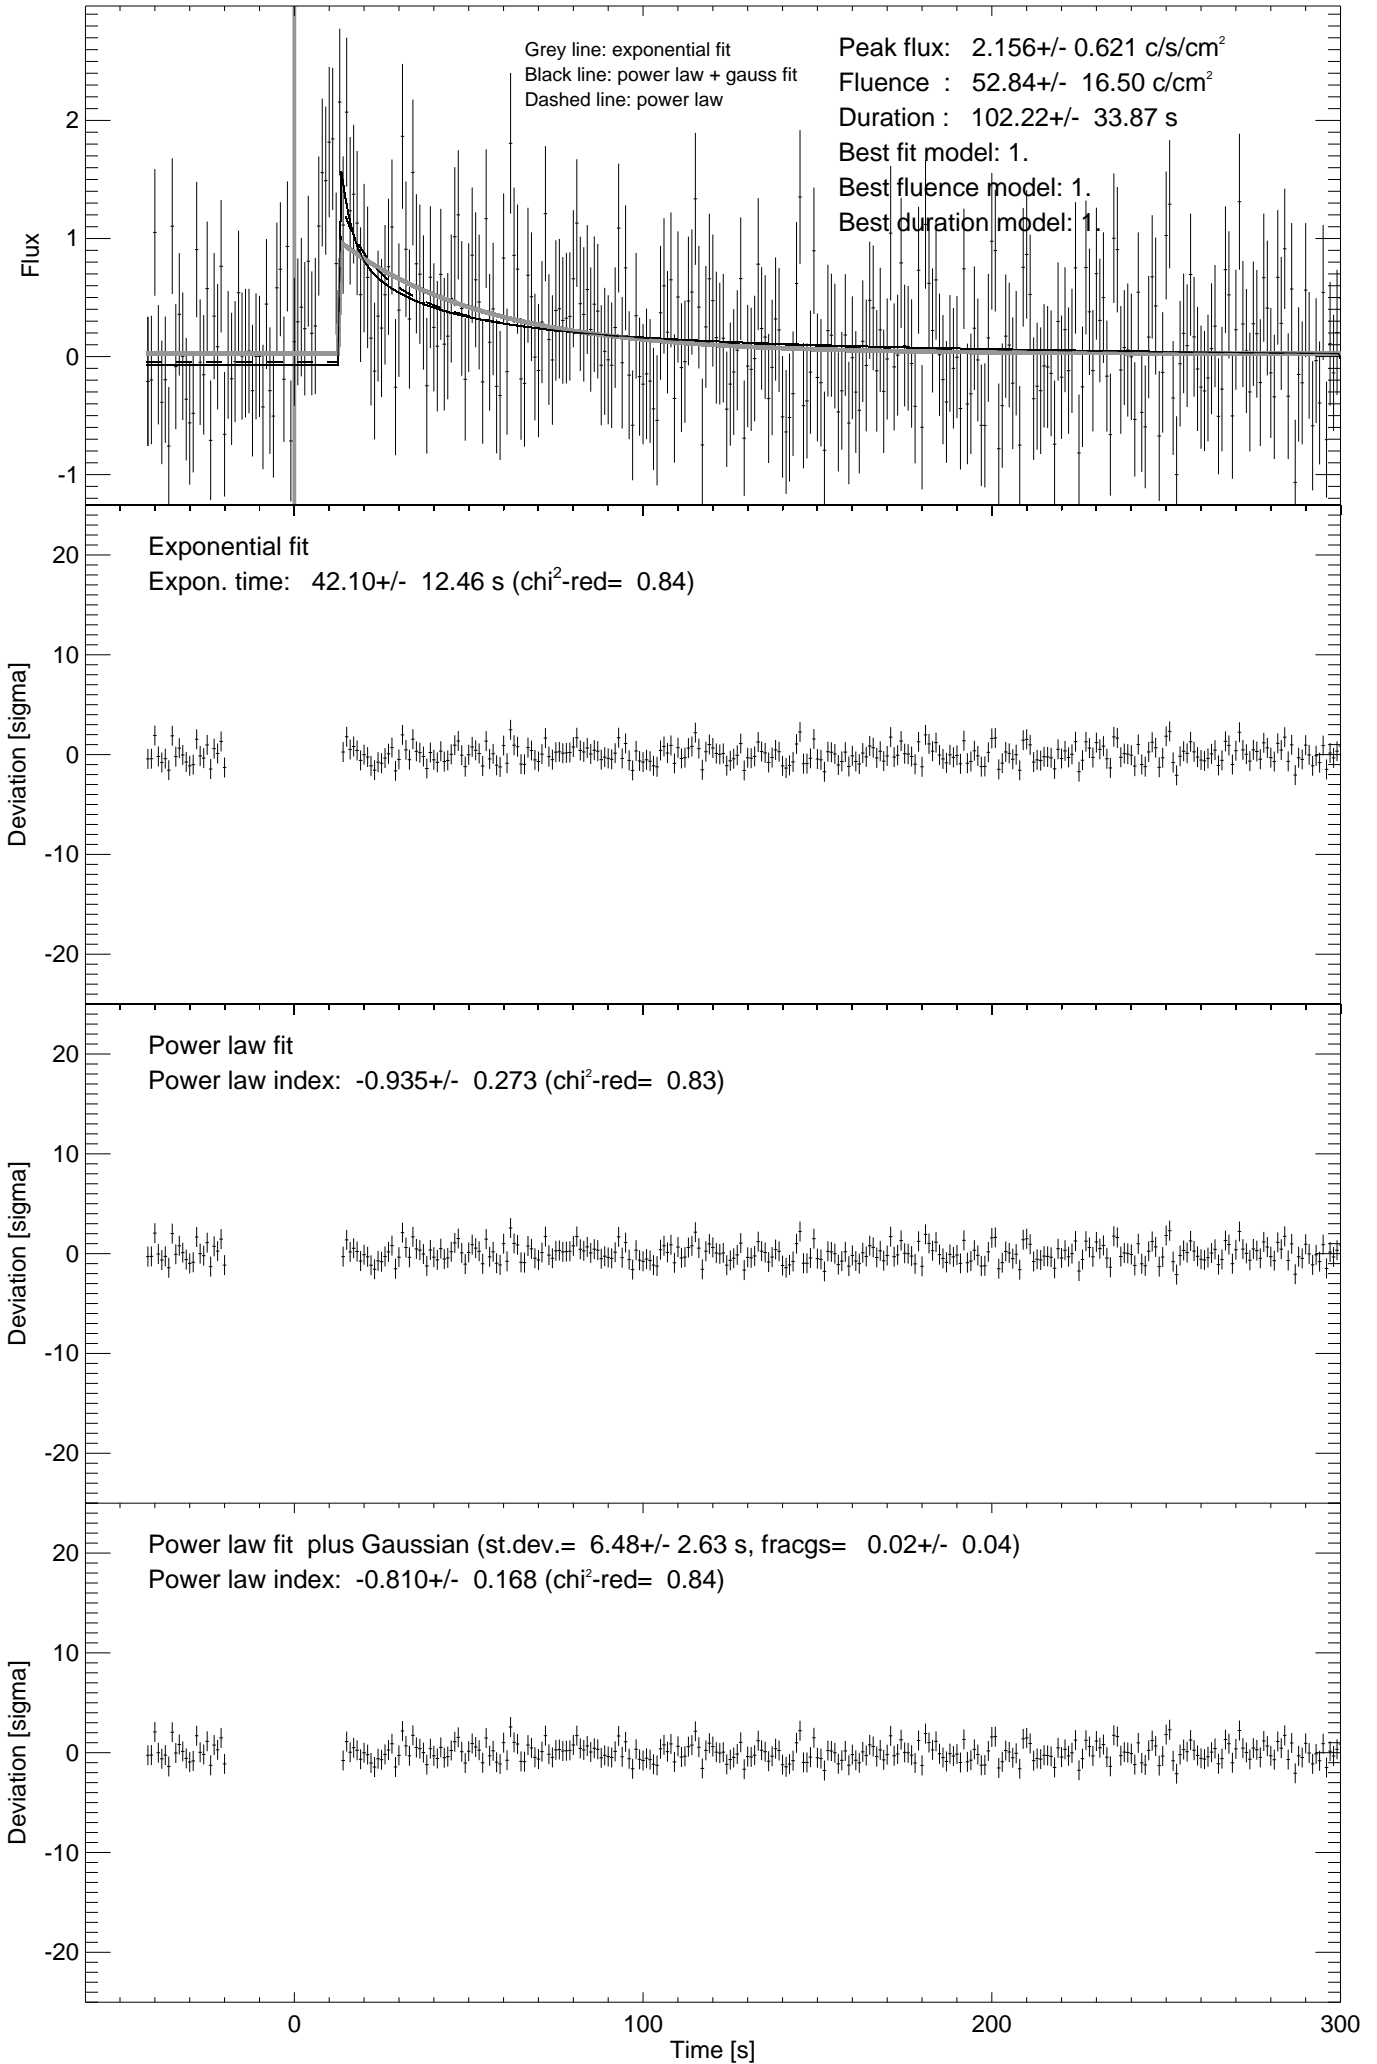 Grey line: exponential fit
Black line: power law + gauss fit
Dashed line: power law
Peak flux: 2.156+/- 0.621 c/s/cm²
Fluence : 52.84+/- 16.50 c/cm²
Duration : 102.22+/- 33.87 s
Best fit model: 1.
Best fluence model: 1.
Best duration model: 1.
Flux
2
1
0
-1
Exponential fit
Expon. time: 42.10+/- 12.46 s (chi²-red= 0.84)
Deviation [sigma]
20
10
0
-10
-20
Power law fit
Power law index: -0.935+/- 0.273 (chi²-red= 0.83)
Deviation [sigma]
20
10
0
-10
-20
Power law fit plus Gaussian (st.dev.= 6.48+/- 2.63 s, fracgs= 0.02+/- 0.04)
Power law index: -0.810+/- 0.168 (chi²-red= 0.84)
Deviation [sigma]
20
10
0
-10
-20
0 100 200 300
Time [s]